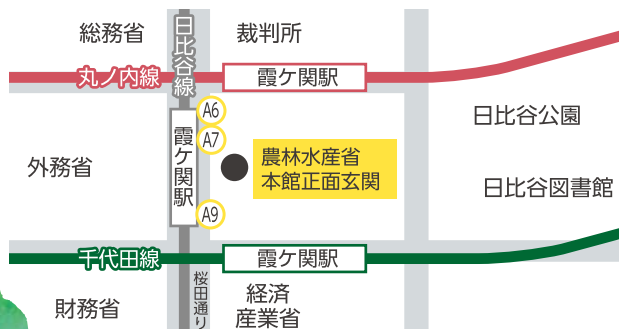 総務省
日比谷線
裁判所
丸ノ内線
霞ケ関駅
A6
A7
霞ケ関駅
A9
外務省
農林水産省
本館正面玄関
日比谷公園
日比谷図書館
千代田線
霞ケ関駅
財務省
桜田通り
経済
産業省